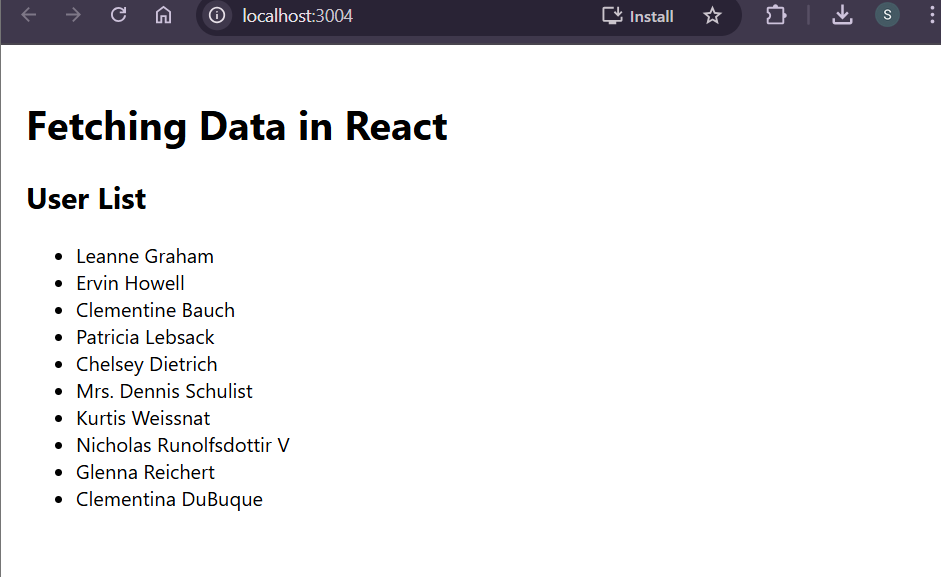 localhost:3004
Install
S
Fetching Data in React
User List
Leanne Graham
Ervin Howell
Clementine Bauch
Patricia Lebsack
Chelsey Dietrich
Mrs. Dennis Schulist
Kurtis Weissnat
Nicholas Runolfsdottir V
Glenna Reichert
Clementina DuBuque